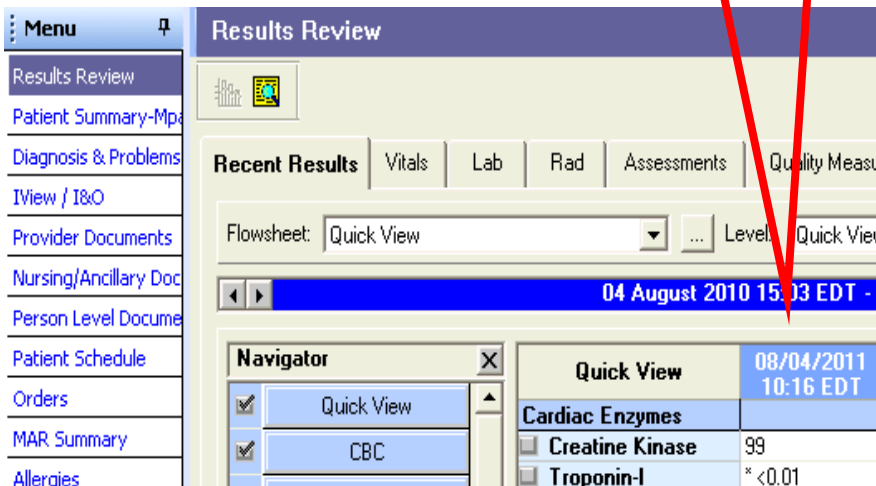 Menu
Results Review
Patient Summary-Mpa
Diagnosis & Problems
IView / I&O
Provider Documents
Nursing/Ancillary Doc
Person Level Docume
Patient Schedule
Orders
MAR Summary
Allergies
Results Review
Recent Results Vitals Lab Rad Assessments Quality Measu
Flowsheet: Quick View ... Level: Quick View
04 August 2010 15:03 EDT -
Navigator X
Quick View
CBC
Quick View 08/04/2011
10:16 EDT
Cardiac Enzymes
Creatine Kinase 99
Troponin-I * <0.01